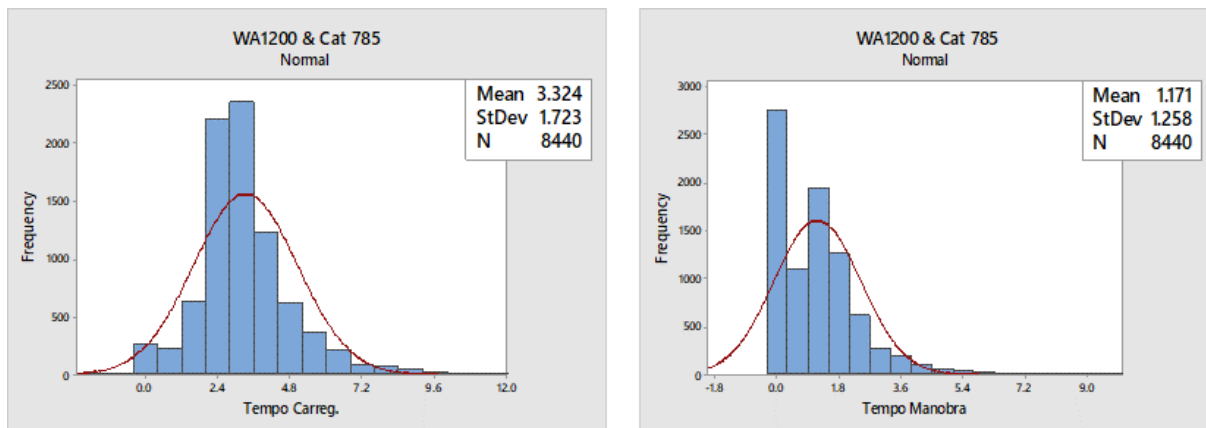 WA1200 & Cat 785
Normal
Mean 3.324
StDev 1.723
N 8440
Frequency
2500
2000
1500
1000
500
0
0.0 2.4 4.8 7.2 9.6 12.0
Tempo Carreg.
WA1200 & Cat 785
Normal
Mean 1.171
StDev 1.258
N 8440
Frequency
3000
2500
2000
1500
1000
500
0
-1.8 0.0 1.8 3.6 5.4 7.2 9.0
Tempo Manobra